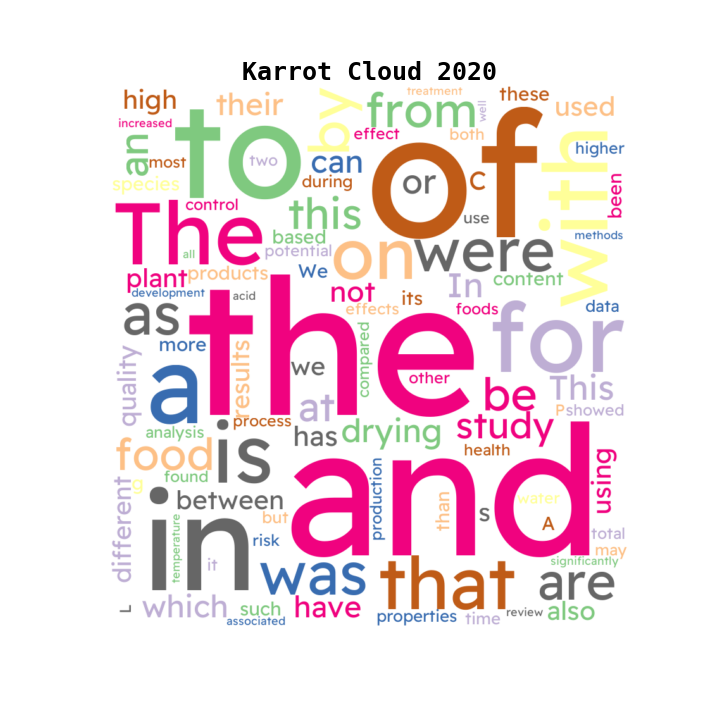 Karrot Cloud 2020
high
their
treatment
these
used
increased
to
by
from
well
an
most
two
can
effect
both
of
higher
species
during
or
C
with
been
control
this
use
The
based
on
were
methods
all
potential
plant
products
We
In
content
development
acid
not
its
effects
foods
data
as
the
for
more
quality
results
we
compared
other
a
at
be
This
process
study
P
showed
analysis
has
drying
food
is
health
found
and
using
different
m
in
between
production
than
s
water
A
but
temperature
it
risk
total
may
significantly
was
that
are
L
which
such
have
associated
properties
time
review
also